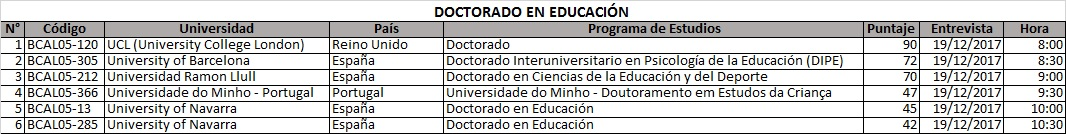 DOCTORADO EN EDUCACIÓN
N° Código Universidad País Programa de Estudios Puntaje Entrevista Hora
1 BCAL05-120 UCL (University College London) Reino Unido Doctorado 90 19/12/2017 8:00
2 BCAL05-305 University of Barcelona España Doctorado Interuniversitario en Psicología de la Educación (DIPE) 72 19/12/2017 8:30
3 BCAL05-212 Universidad Ramon Llull España Doctorado en Ciencias de la Educación y del Deporte 70 19/12/2017 9:00
4 BCAL05-366 Universidade do Minho - Portugal Portugal Universidade do Minho - Doutoramento em Estudos da Criança 47 19/12/2017 9:30
5 BCAL05-13 University of Navarra España Doctorado en Educación 45 19/12/2017 10:00
6 BCAL05-285 University of Navarra España Doctorado en Educación 42 19/12/2017 10:30